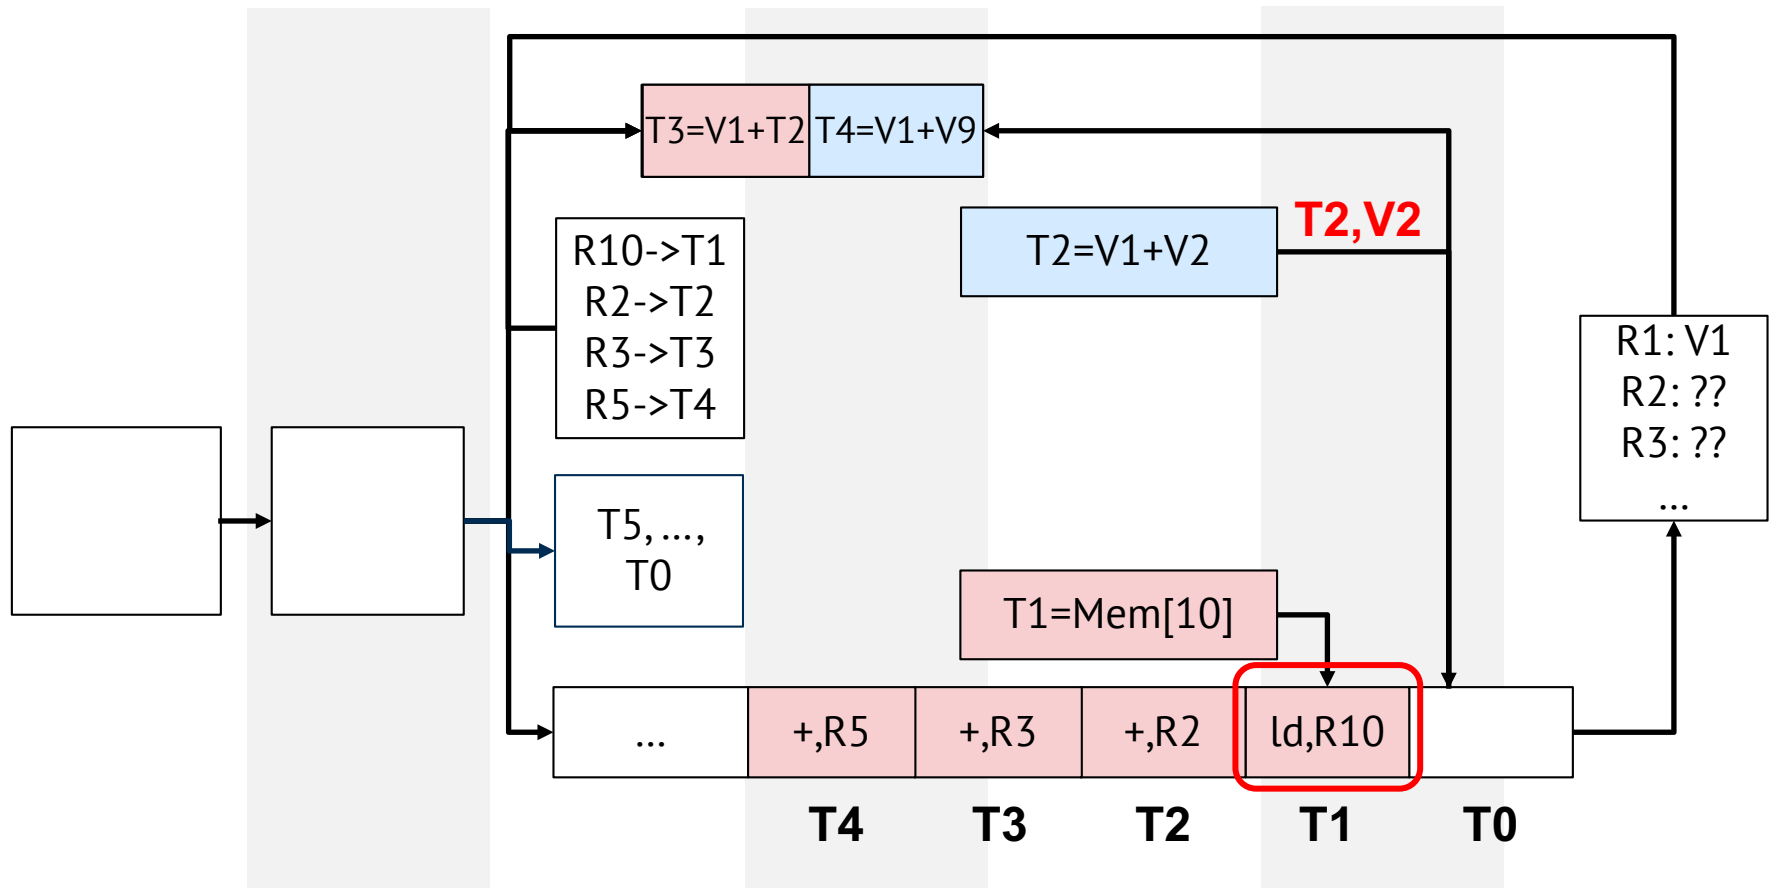 T3=V1+T2
T4=V1+V9
T2,V2
T2=V1+V2
R10->T1
R2->T2
R3->T3
R5->T4
R1: V1
R2: ??
R3: ??
...
T5, ...,
T0
T1=Mem[10]
...
+,R5
+,R3
+,R2
ld,R10
T4
T3
T2
T1
T0